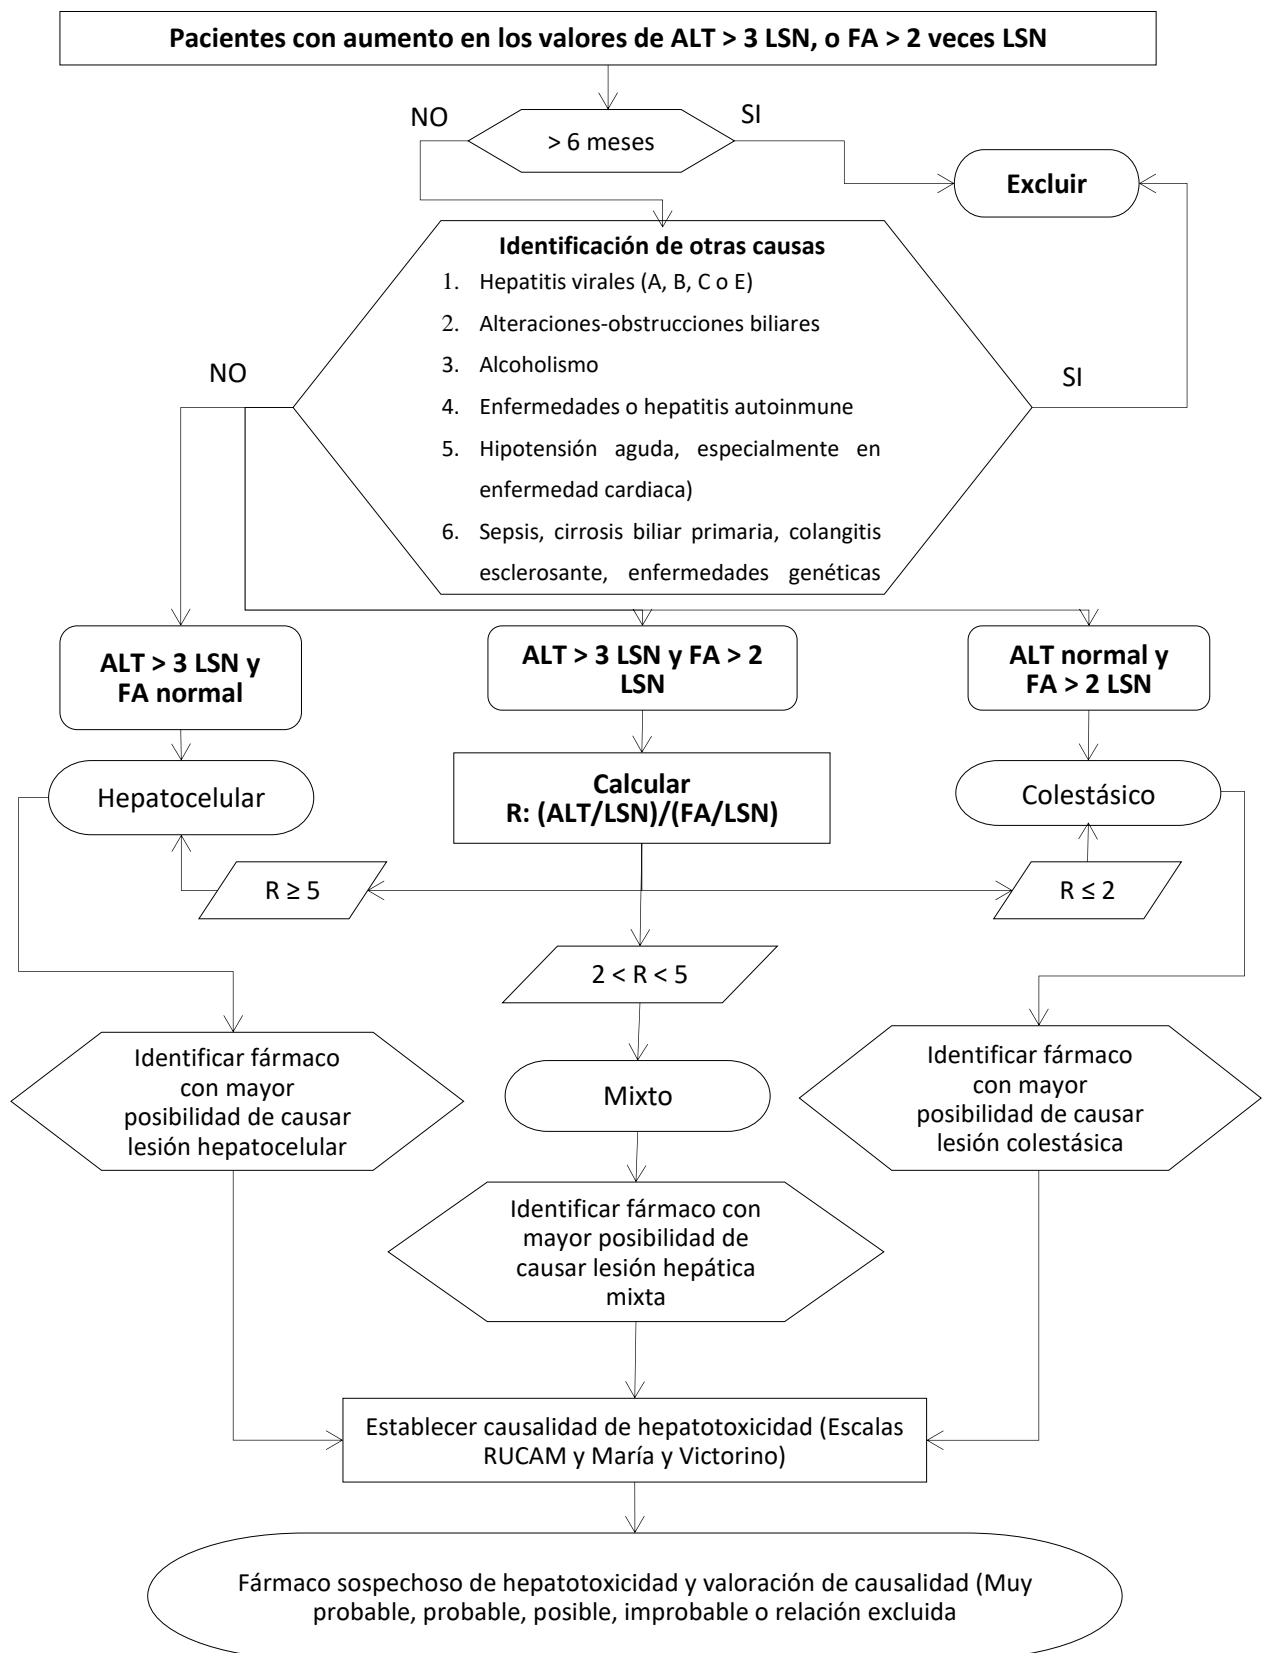 Pacientes con aumento en los valores de ALT > 3 LSN, o FA > 2 veces LSN
NO
SI
> 6 meses
Excluir
Identificación de otras causas
1. Hepatitis virales (A, B, C o E)
2. Alteraciones-obstrucciones biliares
3. Alcoholismo
4. Enfermedades o hepatitis autoinmune
5. Hipotensión aguda, especialmente en
enfermedad cardiaca)
6. Sepsis, cirrosis biliar primaria, colangitis
esclerosante, enfermedades genéticas
NO
SI
ALT > 3 LSN y
FA normal
ALT > 3 LSN y FA > 2
LSN
ALT normal y
FA > 2 LSN
Hepatocelular
Calcular
R: (ALT/LSN)/(FA/LSN)
Colestásico
R ≥ 5
R ≤ 2
2 < R < 5
Identificar fármaco
con mayor
posibilidad de causar
lesión hepatocelular
Mixto
Identificar fármaco
con mayor
posibilidad de causar
lesión colestásica
Identificar fármaco con
mayor posibilidad de
causar lesión hepática
mixta
Establecer causalidad de hepatotoxicidad (Escalas
RUCAM y María y Victorino)
Fármaco sospechoso de hepatotoxicidad y valoración de causalidad (Muy
probable, probable, posible, improbable o relación excluida